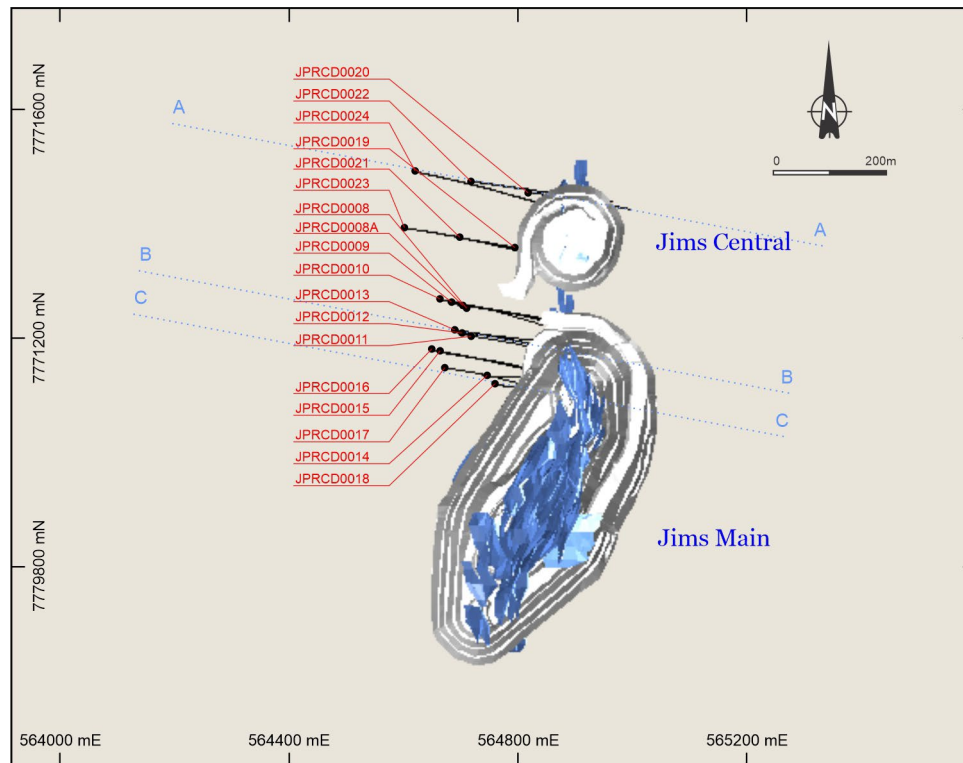 JPRCD0020
JPRCD0022
JPRCD0024
JPRCD0019
JPRCD0021
JPRCD0023
JPRCD0008
JPRCD0008A
JPRCD0009
JPRCD0010
JPRCD0013
JPRCD0012
JPRCD0011
JPRCD0016
JPRCD0015
JPRCD0017
JPRCD0014
JPRCD0018
A
A
B
B
C
C
N
0 200m
Jims Central
Jims Main
7771600 mN
7771200 mN
7779800 mN
564000 mE 564400 mE 564800 mE 565200 mE